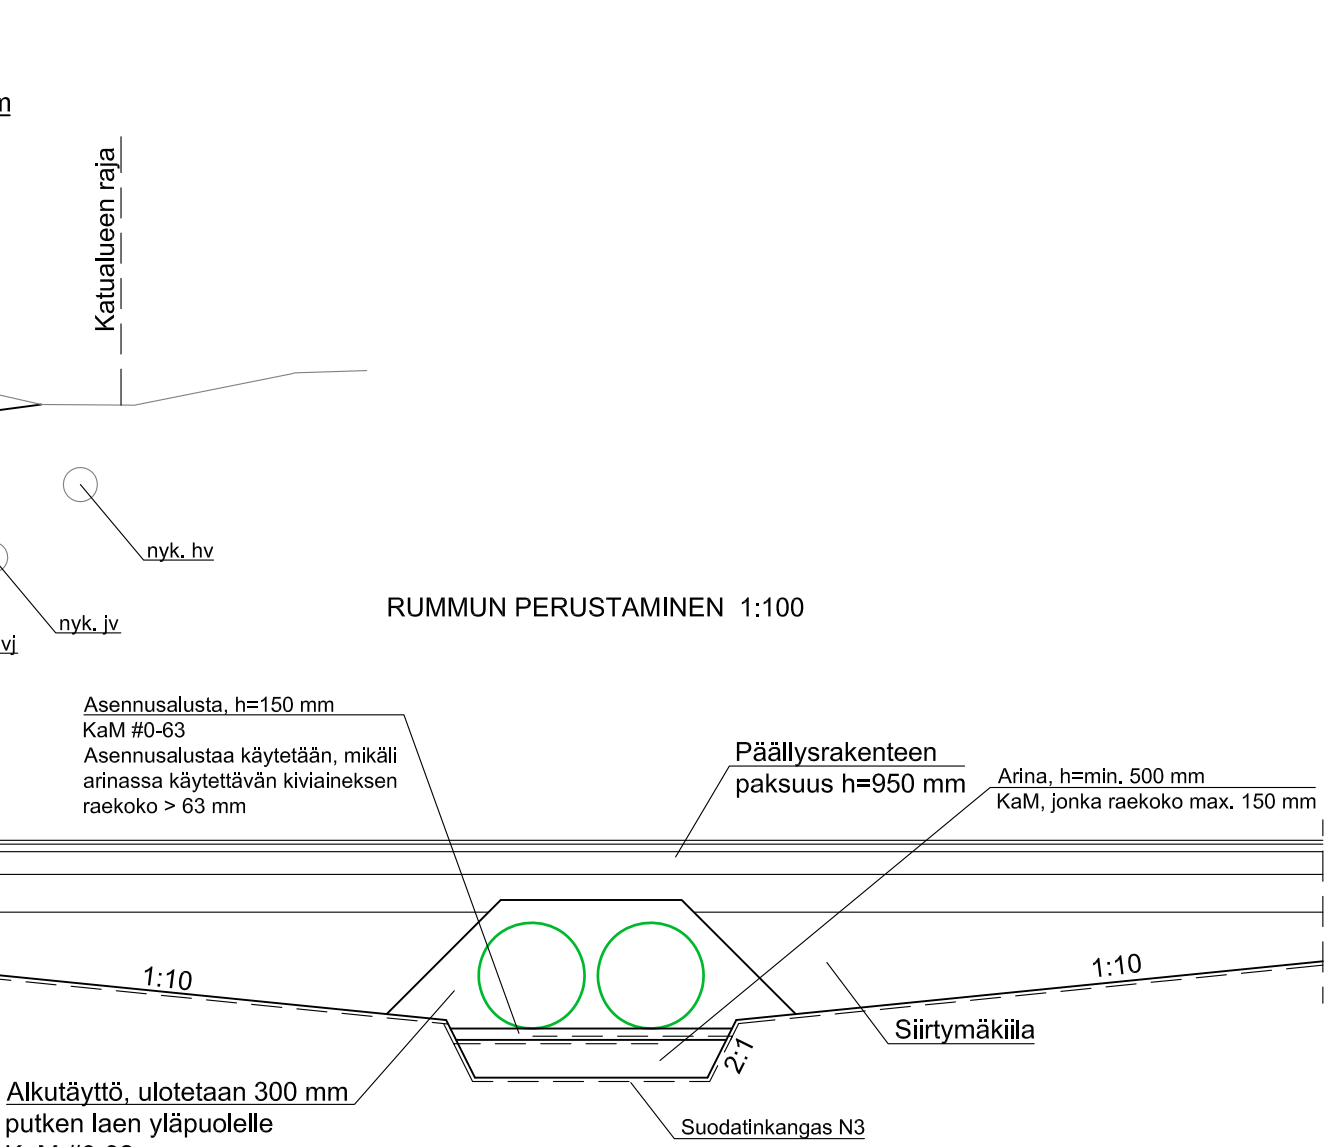 m
Katualueen raja
nyk. hv
nyk. jv
vj
RUMMUN PERUSTAMINEN 1:100
Asennusalusta, h=150 mm
KaM #0-63
Asennusalustaa käytetään, mikäli
arinassa käytettävän kiviaineksen
raekoko > 63 mm
Päällysrakenteen
paksuus h=950 mm
Arina, h=min. 500 mm
KaM, jonka raekoko max. 150 mm
1:10
1:10
Siirtymäkiila
2:1
Alkutäyttö, ulotetaan 300 mm
putken laen yläpuolelle
Suodatinkangas N3